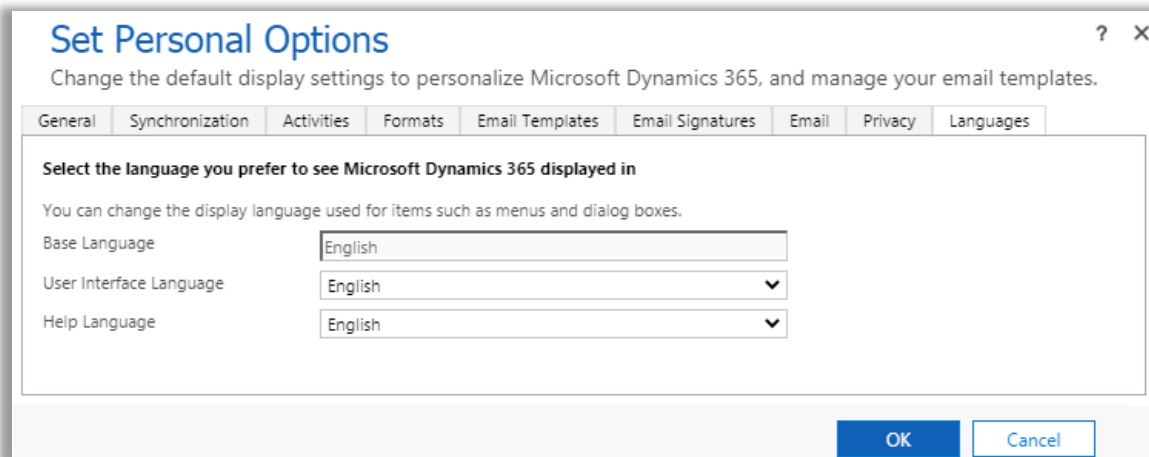 Set Personal Options
? ×
Change the default display settings to personalize Microsoft Dynamics 365, and manage your email templates.
General Synchronization Activities Formats Email Templates Email Signatures Email Privacy Languages
Select the language you prefer to see Microsoft Dynamics 365 displayed in
You can change the display language used for items such as menus and dialog boxes.
Base Language English
User Interface Language English
Help Language English
OK Cancel